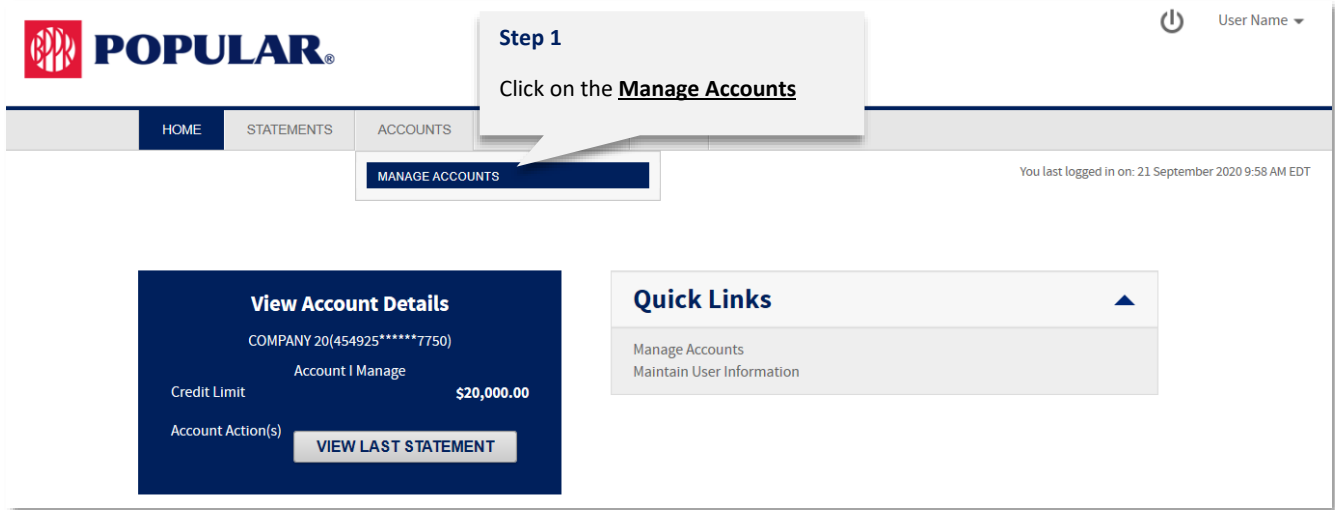 BPPR
POPULAR®
Step 1
Click on the Manage Accounts
User Name
HOME
STATEMENTS
ACCOUNTS
MANAGE ACCOUNTS
You last logged in on: 21 September 2020 9:58 AM EDT
View Account Details
COMPANY 20(454925******7750)
Account I Manage
Credit Limit
$20,000.00
Account Action(s)
VIEW LAST STATEMENT
Quick Links
Manage Accounts
Maintain User Information